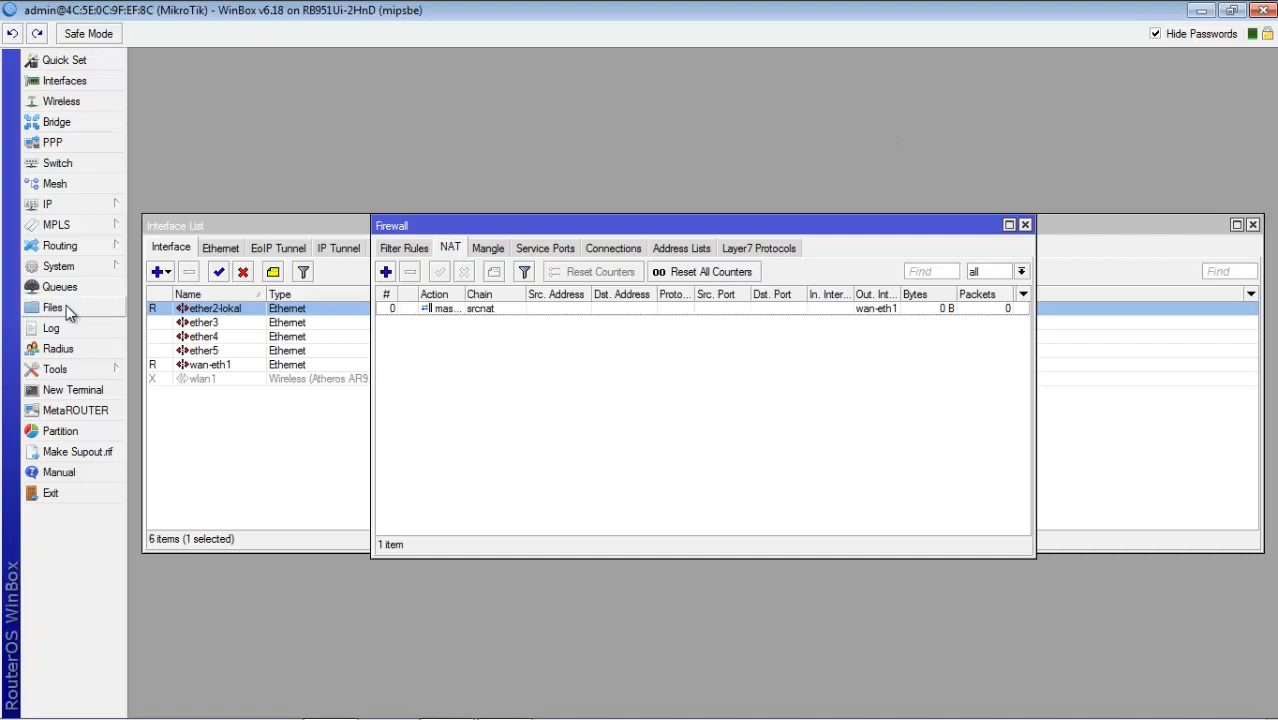 admin@4C:5E:0C:9F:EF:8C (MikroTik) - WinBox v6.18 on RB951Ui-2HnD (mipsbe)
Safe Mode
Hide Passwords
Quick Set
Interfaces
Wireless
Bridge
PPP
Switch
Mesh
IP
MPLS
Routing
System
Queues
Files
Log
Radius
Tools
New Terminal
MetaROUTER
Partition
Make Supout.rif
Manual
Exit
RouterOS WinBox
Interface List
Interface Ethernet EoIP Tunnel IP Tunnel
Name Type
R ether2-lokal Ethernet
ether3 Ethernet
ether4 Ethernet
ether5 Ethernet
R wan-eth1 Ethernet
X wlan1 Wireless (Atheros AR9
6 items (1 selected)
Firewall
Filter Rules NAT Mangle Service Ports Connections Address Lists Layer7 Protocols
00 Reset Counters 00 Reset All Counters Find all
# Action Chain Src. Address Dst. Address Proto... Src. Port Dst. Port In. Inter... Out. Int... Bytes Packets
0 mas... srcnat wan-eth1 0 B 0
1 item
Find